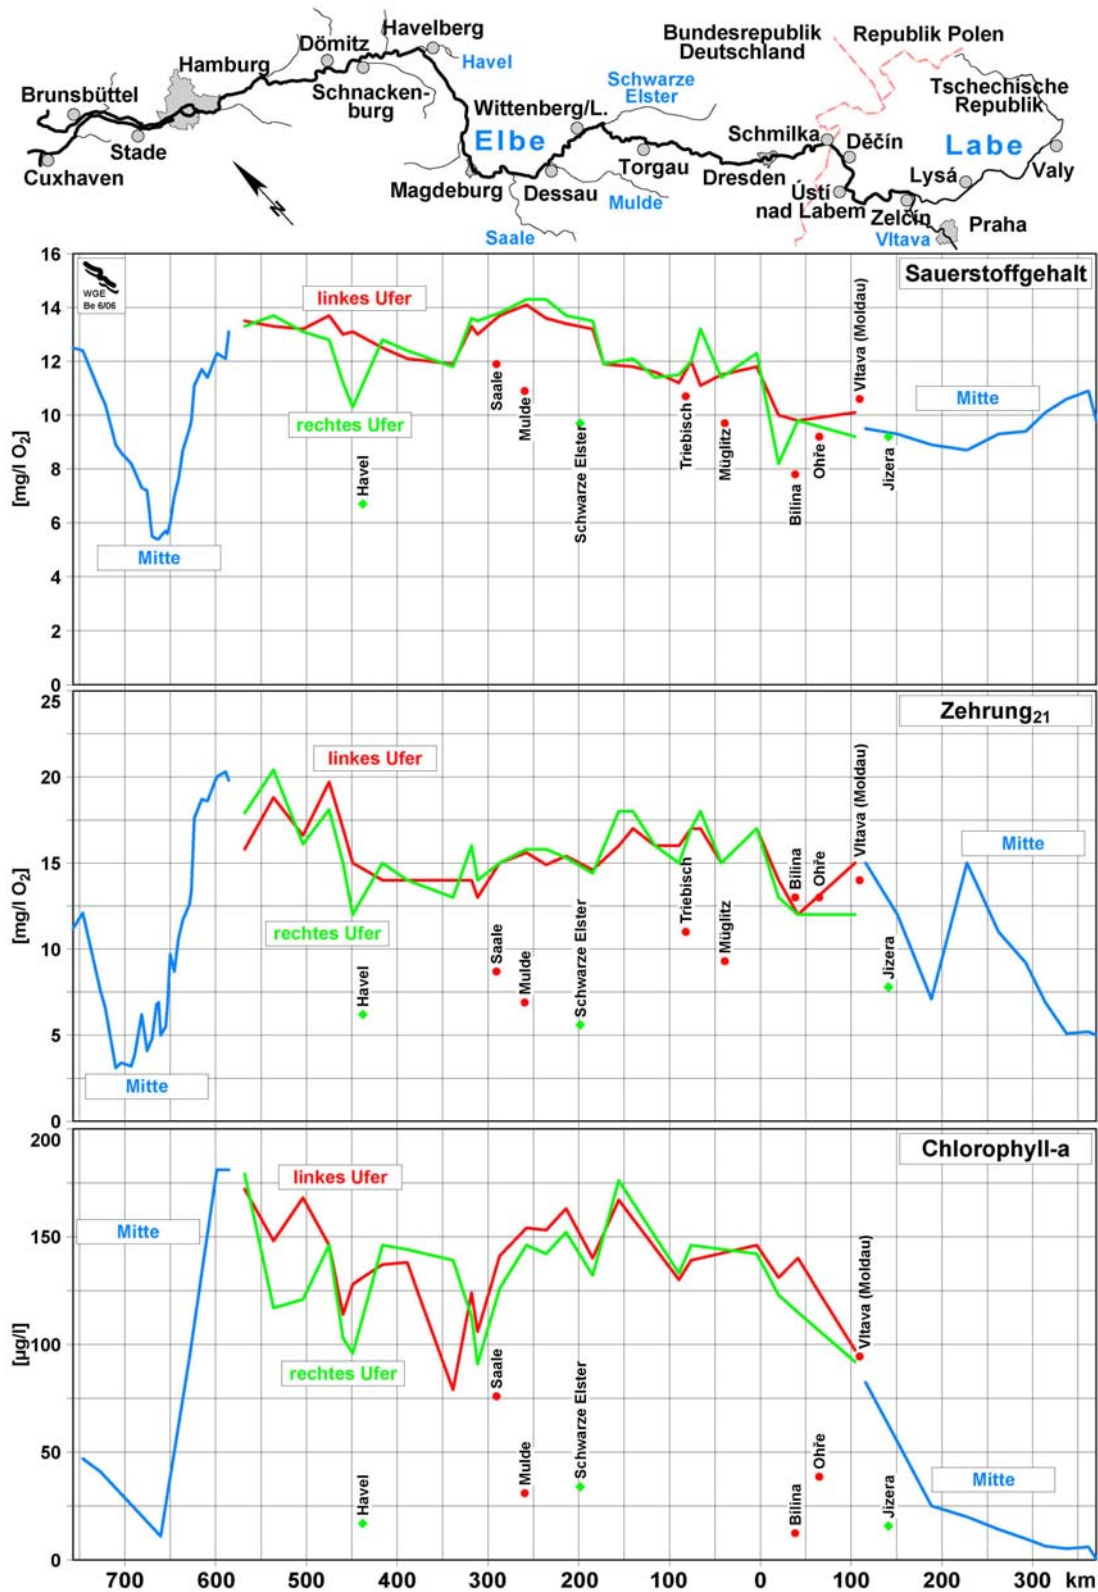 Havelberg
Dömitz
Havel
Bundesrepublik
Deutschland
Republik Polen
Hamburg
Schnacken-
burg
Schwarze
Elster
Tschechische
Republik
Brunsbüttel
Stade
Cuxhaven
N
Wittenberg/L.
Elbe
Schmilka
Děčín
Labe
Torgau
Dresden
Lysá
Valy
Magdeburg
Dessau
Mulde
Ústí
nad Labem
Zelčín
Praha
Saale
Vltava
WGE
Be 6/06
Sauerstoffgehalt
linkes Ufer
rechtes Ufer
Mitte
Mitte
Havel
Saale
Mulde
Schwarze Elster
Triebisch
Müglitz
Bílina
Ohře
Vltava (Moldau)
Jizera
[mg/l O2]
16
14
12
10
8
6
4
2
0
Zehrung21
linkes Ufer
rechtes Ufer
Mitte
Mitte
Havel
Saale
Mulde
Schwarze Elster
Triebisch
Müglitz
Bílina
Ohře
Vltava (Moldau)
Jizera
[mg/l O2]
25
20
15
10
5
0
Chlorophyll-a
linkes Ufer
rechtes Ufer
Mitte
Mitte
Havel
Saale
Mulde
Schwarze Elster
Bílina
Ohře
Vltava (Moldau)
Jizera
[µg/l]
200
150
100
50
0
700 600 500 400 300 200 100 0 100 200 300 km